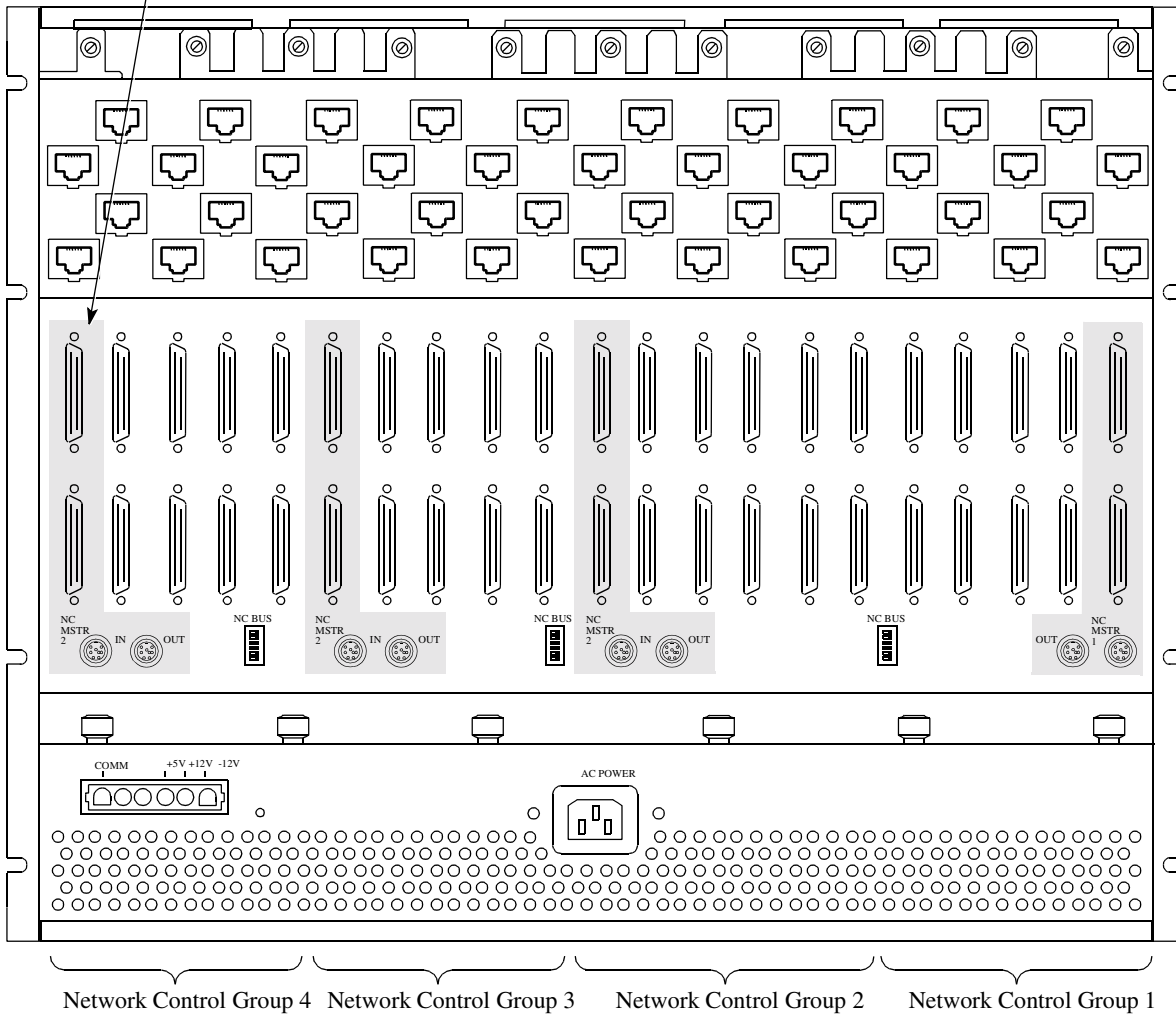 NC BUS
NC BUS
NC BUS
NC
MSTR
2
IN
OUT
NC
MSTR
2
IN
OUT
NC
MSTR
2
IN
OUT
OUT
NC
MSTR
1
COMM
+5V +12V -12V
AC POWER
Network Control Group 4
Network Control Group 3
Network Control Group 2
Network Control Group 1